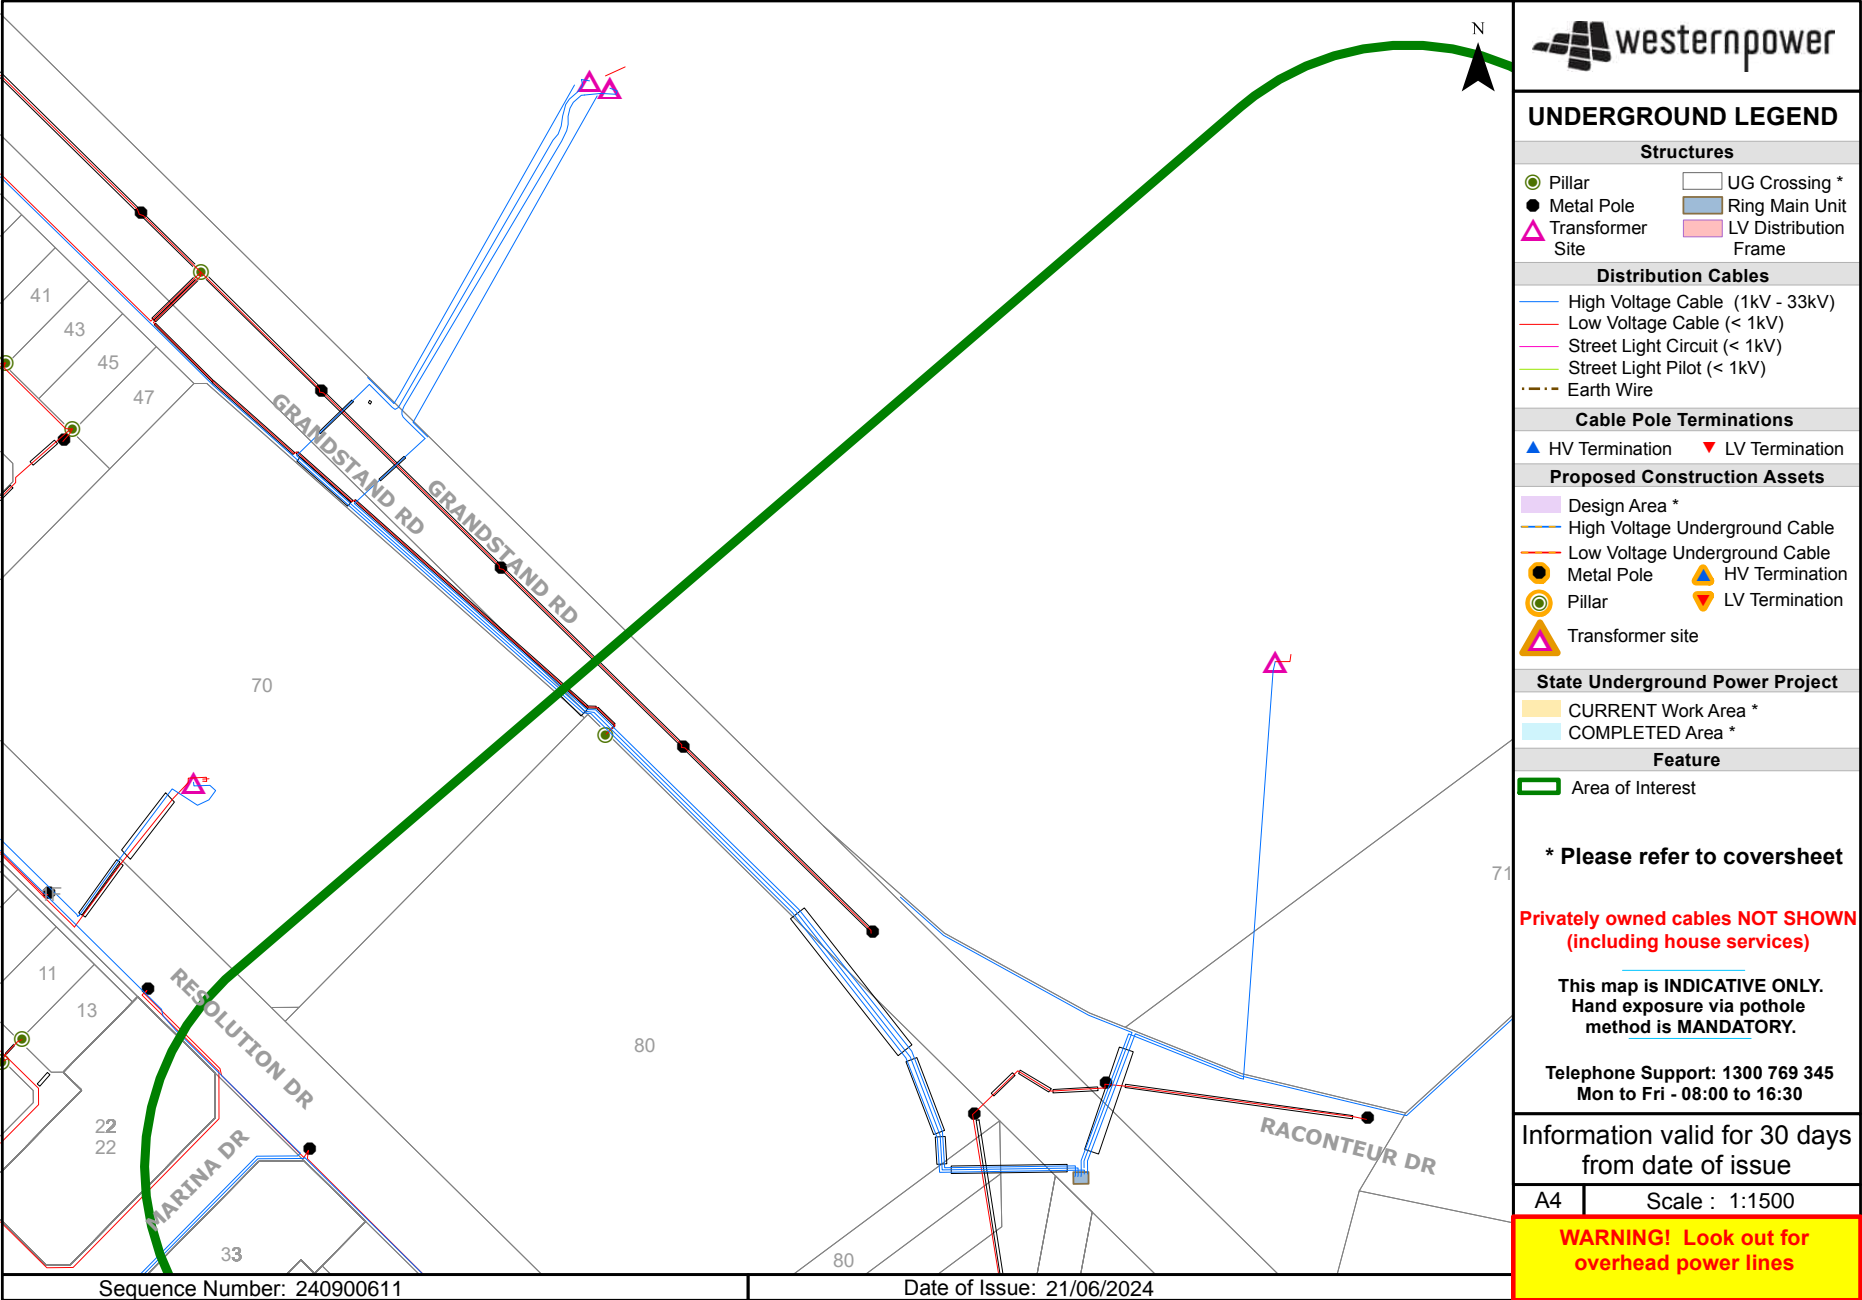 N
41
43
45
47
GRANDSTAND RD
GRANDSTAND RD
70
71
11
13
RESOLUTION DR
80
22
22
MARINA DR
RACONTEUR DR
33
80
Sequence Number: 240900611
Date of Issue: 21/06/2024
westernpower
UNDERGROUND LEGEND
Structures
Pillar
UG Crossing *
Metal Pole
Ring Main Unit
Transformer Site
LV Distribution Frame
Distribution Cables
High Voltage Cable (1kV - 33kV)
Low Voltage Cable (< 1kV)
Street Light Circuit (< 1kV)
Street Light Pilot (< 1kV)
Earth Wire
Cable Pole Terminations
HV Termination
LV Termination
Proposed Construction Assets
Design Area *
High Voltage Underground Cable
Low Voltage Underground Cable
Metal Pole
HV Termination
Pillar
LV Termination
Transformer site
State Underground Power Project
CURRENT Work Area *
COMPLETED Area *
Feature
Area of Interest
* Please refer to coversheet
Privately owned cables NOT SHOWN
(including house services)
This map is INDICATIVE ONLY.
Hand exposure via pothole
method is MANDATORY.
Telephone Support: 1300 769 345
Mon to Fri - 08:00 to 16:30
Information valid for 30 days
from date of issue
A4
Scale : 1:1500
WARNING! Look out for
overhead power lines